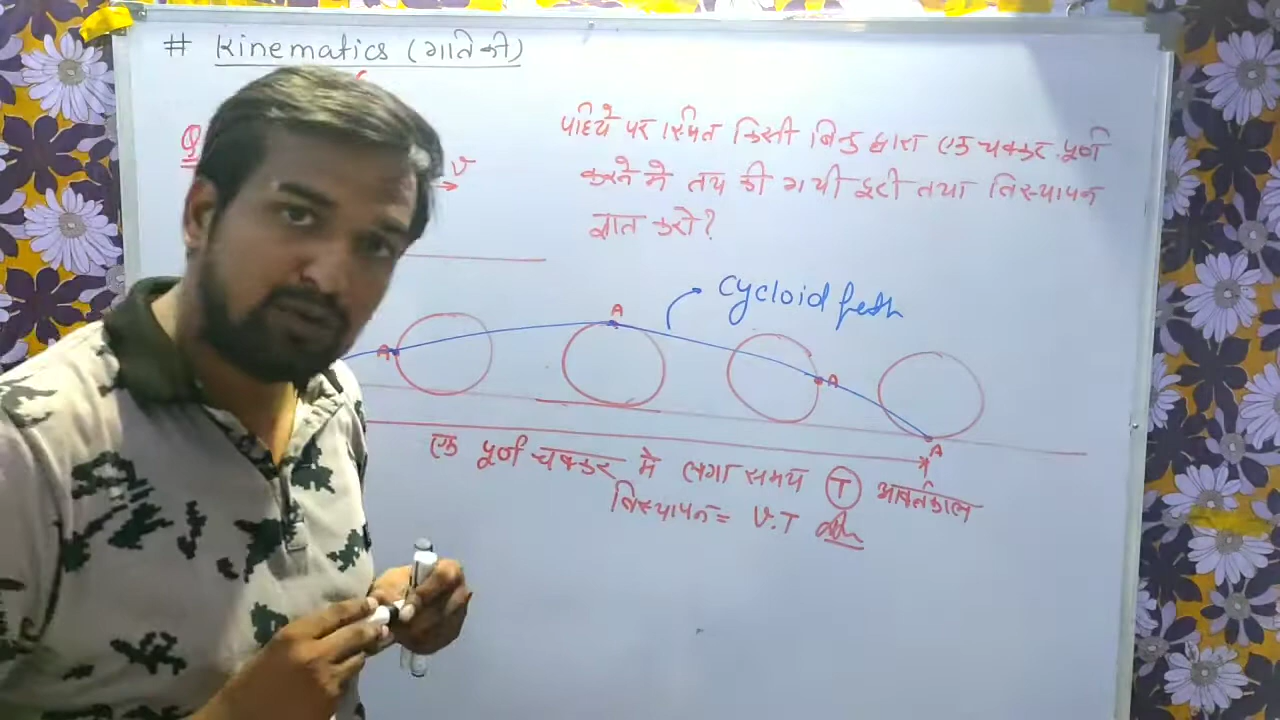 # Kinematics (गतिकी)
Q
v
पहिये पर स्थित किसी बिन्दु द्वारा एक चक्कर पूर्ण
करने मे तय की गयी दूरी तथा विस्थापन
ज्ञात करो?
cycloid path
A
A
A
A
एक पूर्ण चक्कर मे लगा समय T आवर्तकाल
विस्थापन = V.T